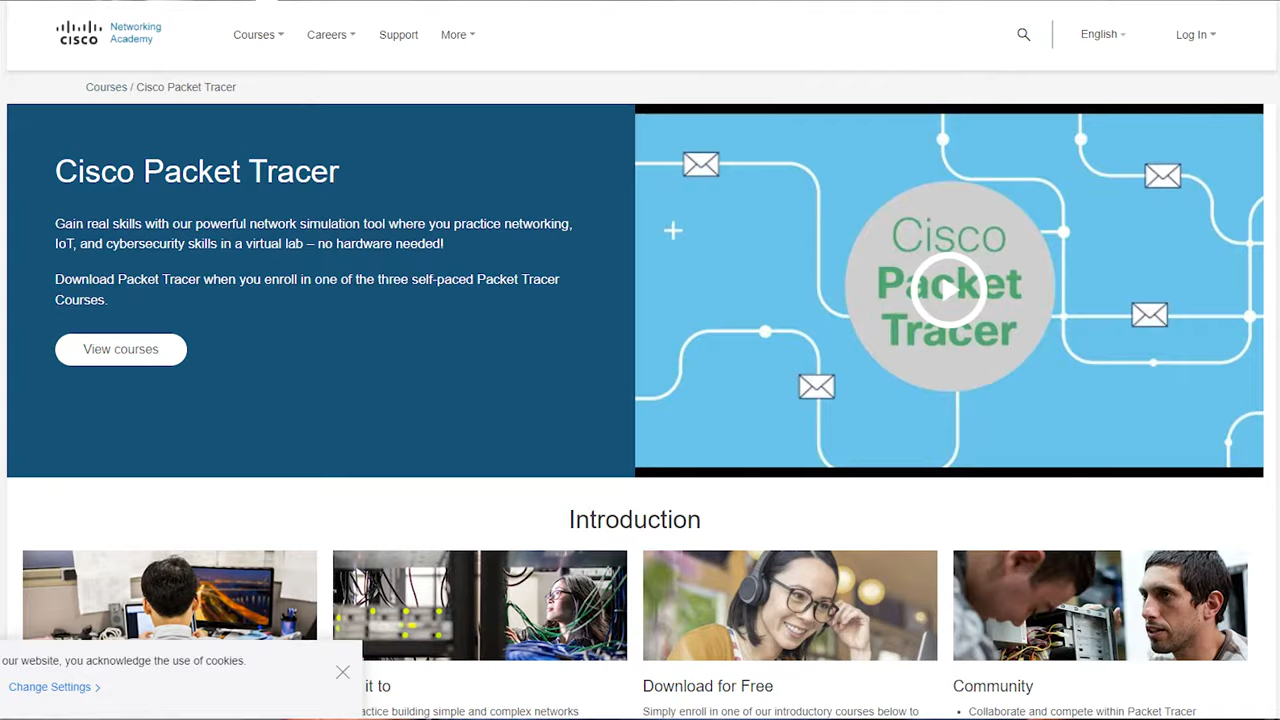 Networking
Academy
CISCO
Courses
Careers
Support
More
English
Log In
Courses / Cisco Packet Tracer
Cisco Packet Tracer
Gain real skills with our powerful network simulation tool where you practice networking,
IoT, and cybersecurity skills in a virtual lab – no hardware needed!
Download Packet Tracer when you enroll in one of the three self-paced Packet Tracer
Courses.
View courses
Cisco
Packet
Tracer
Introduction
our website, you acknowledge the use of cookies.
Change Settings
it to
actice building simple and complex networks
Download for Free
Simply enroll in one of our introductory courses below to
Community
• Collaborate and compete within Packet Tracer